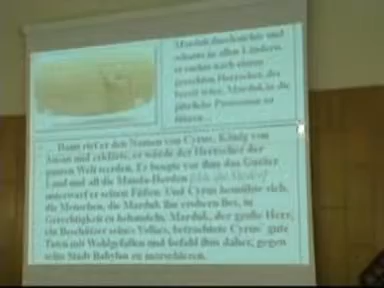 Marduk durchsuchte und
schaute in allen Ländern,
er suchte nach einem
gerechten Herrscher, der
bereit wäre, Marduk in die
jährliche Prozession zu
führen.
Dann rief er den Namen von Cyrus, König von
Ansan und erklärte, er würde der Herrscher der
ganzen Welt werden. Er beugte vor ihm das Gutäer
Land und all die Manda-Horden
unterwarf er seinen Füßen. Und Cyrus bemühte sich,
die Menschen, die Marduk ihn erobern lies, in
Gerechtigkeit zu behandeln. Marduk, der große Herr,
ein Beschützer seines Volkes, betrachtete Cyrus' gute
Taten mit Wohlgefallen und befahl ihm daher, gegen
seine Stadt Babylon zu marschieren.